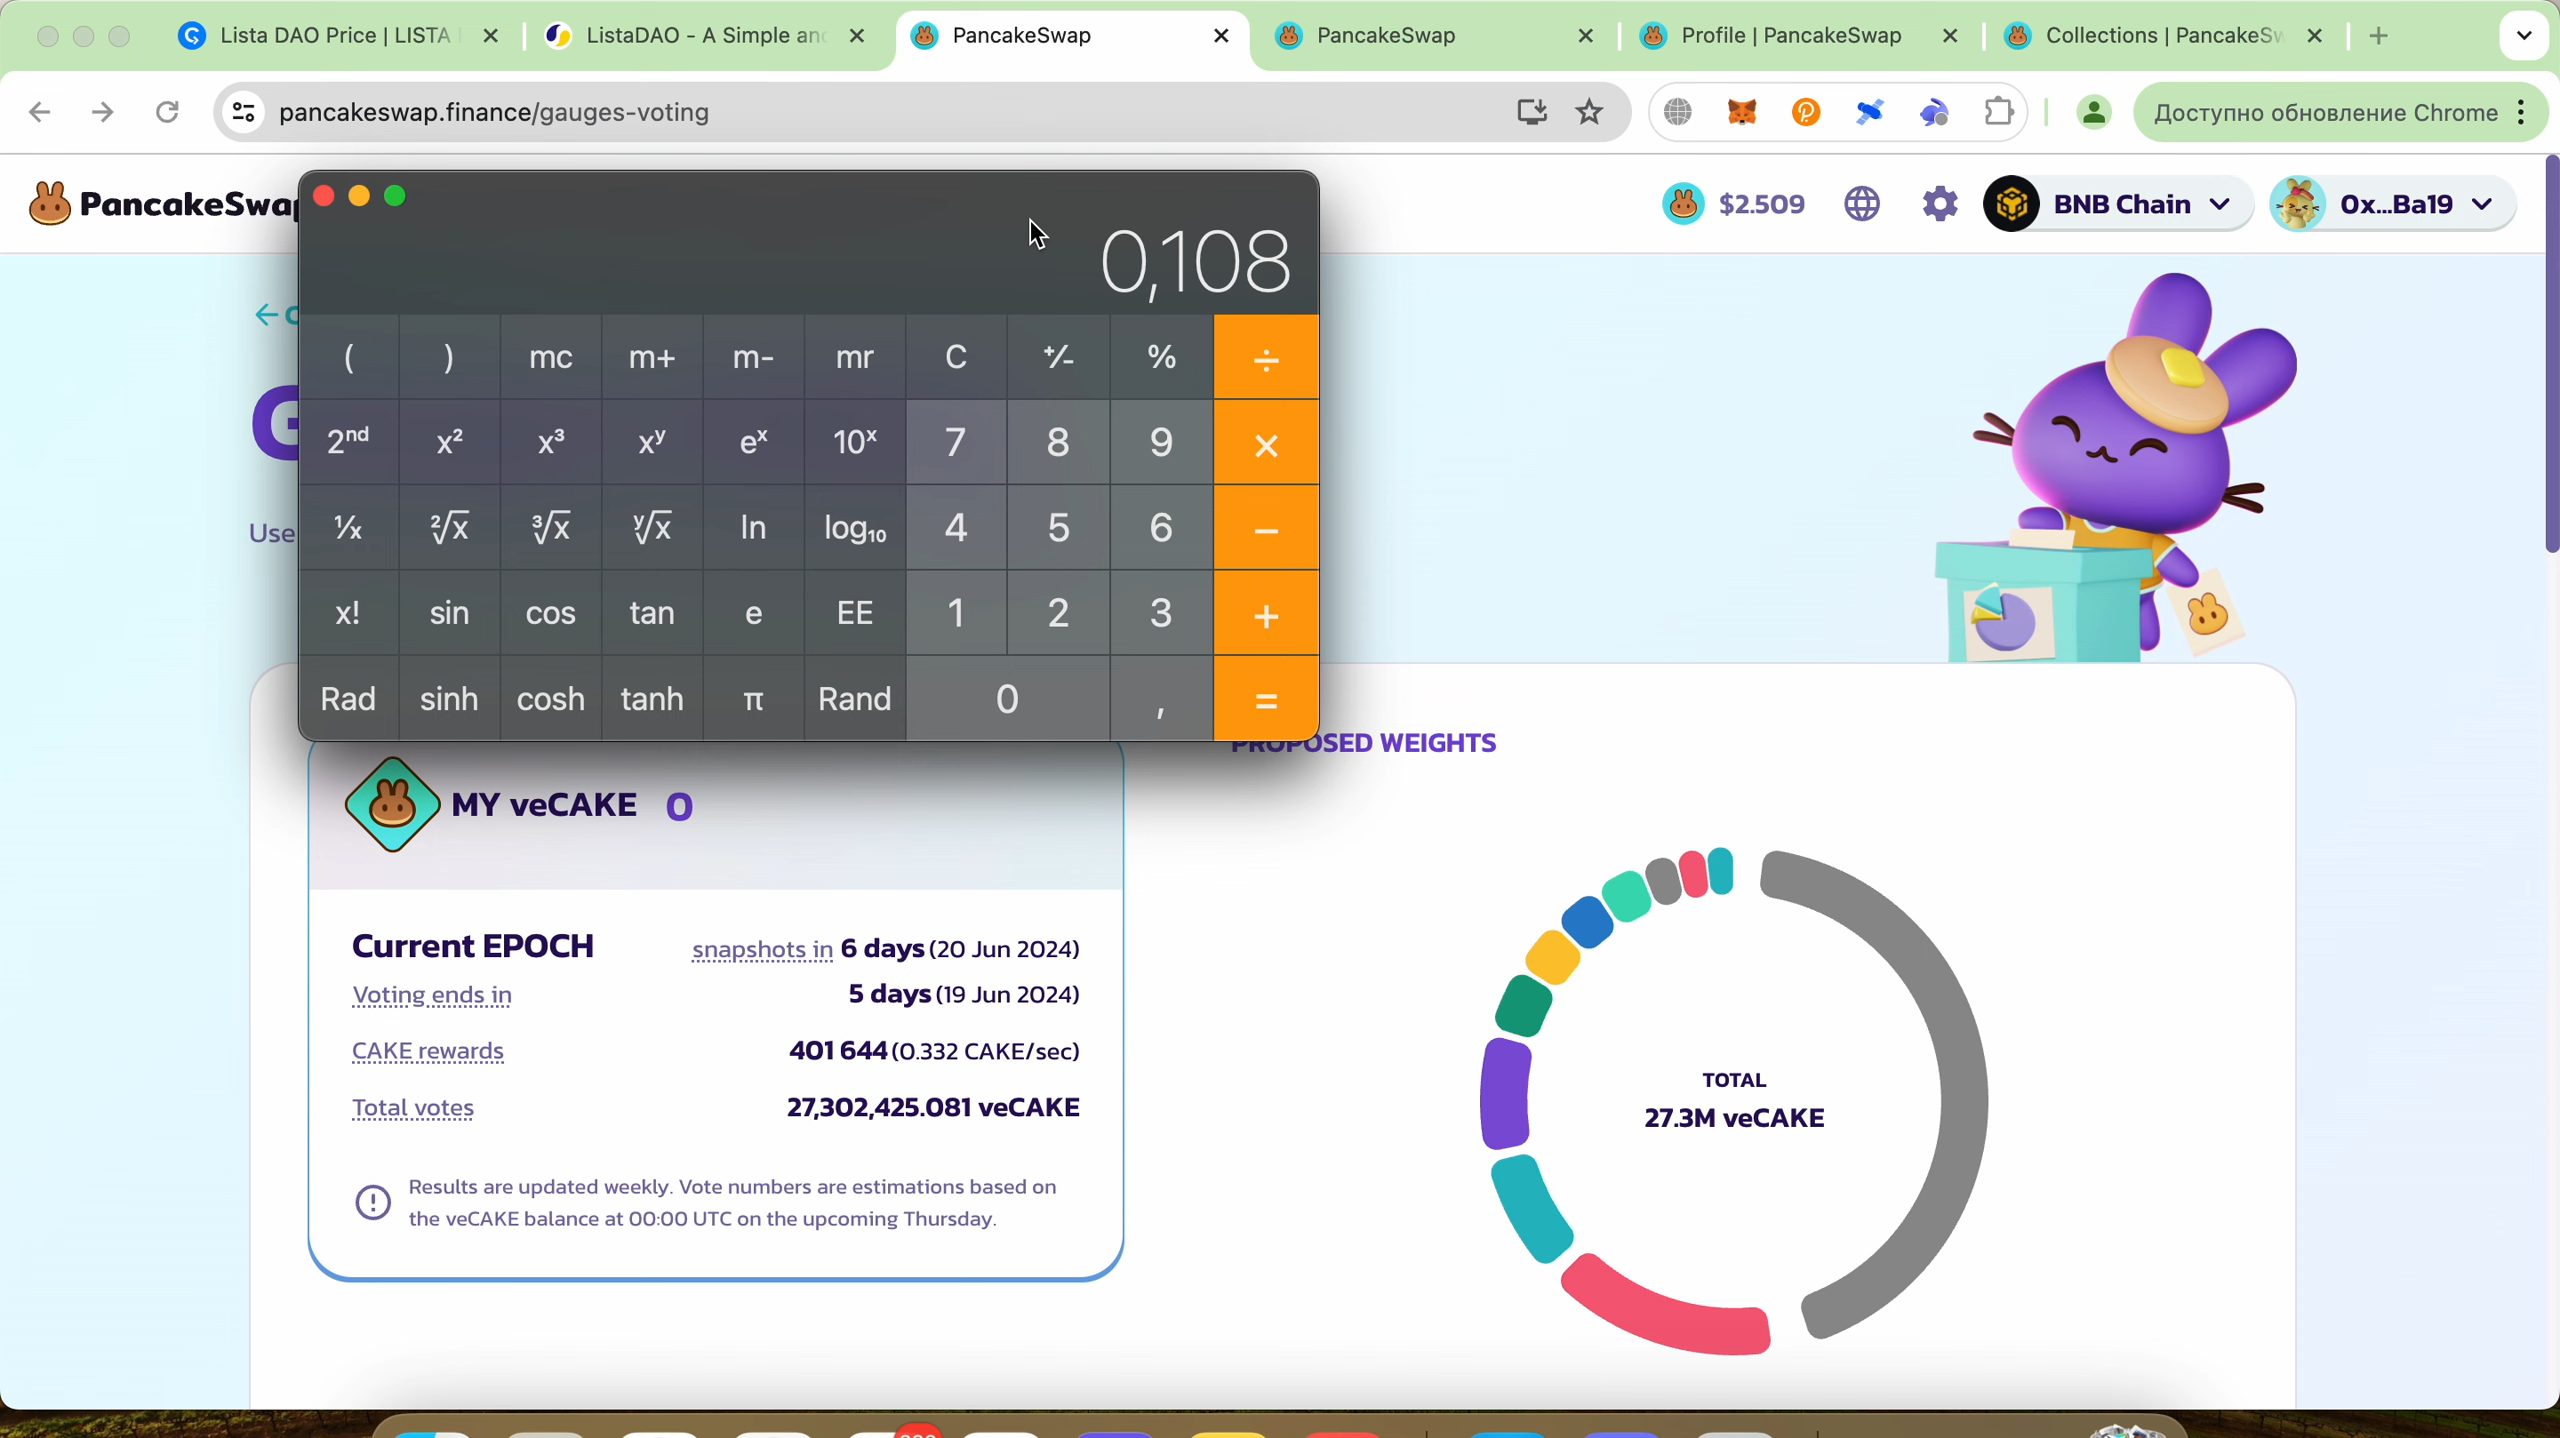 Lista DAO Price | LISTA
ListaDAO - A Simple and
PancakeSwap
PancakeSwap
Profile | PancakeSwap
Collections | PancakeSw
pancakeswap.finance/gauges-voting
Доступно обновление Chrome
PancakeSwap
$2.509
BNB Chain
0x...Ba19
0,108
( ) mc m+ m- mr C ⁺∕₋ % ÷
2ⁿᵈ x² x³ xʸ eˣ 10ˣ 7 8 9 ×
¹∕ₓ ²√x ³√x ʸ√x ln log₁₀ 4 5 6 −
x! sin cos tan e EE 1 2 3 +
Rad sinh cosh tanh π Rand 0 , =
Use
PROPOSED WEIGHTS
MY veCAKE 0
Current EPOCH snapshots in 6 days (20 Jun 2024)
Voting ends in 5 days (19 Jun 2024)
CAKE rewards 401 644 (0.332 CAKE/sec)
Total votes 27,302,425.081 veCAKE
Results are updated weekly. Vote numbers are estimations based on
the veCAKE balance at 00:00 UTC on the upcoming Thursday.
TOTAL
27.3M veCAKE